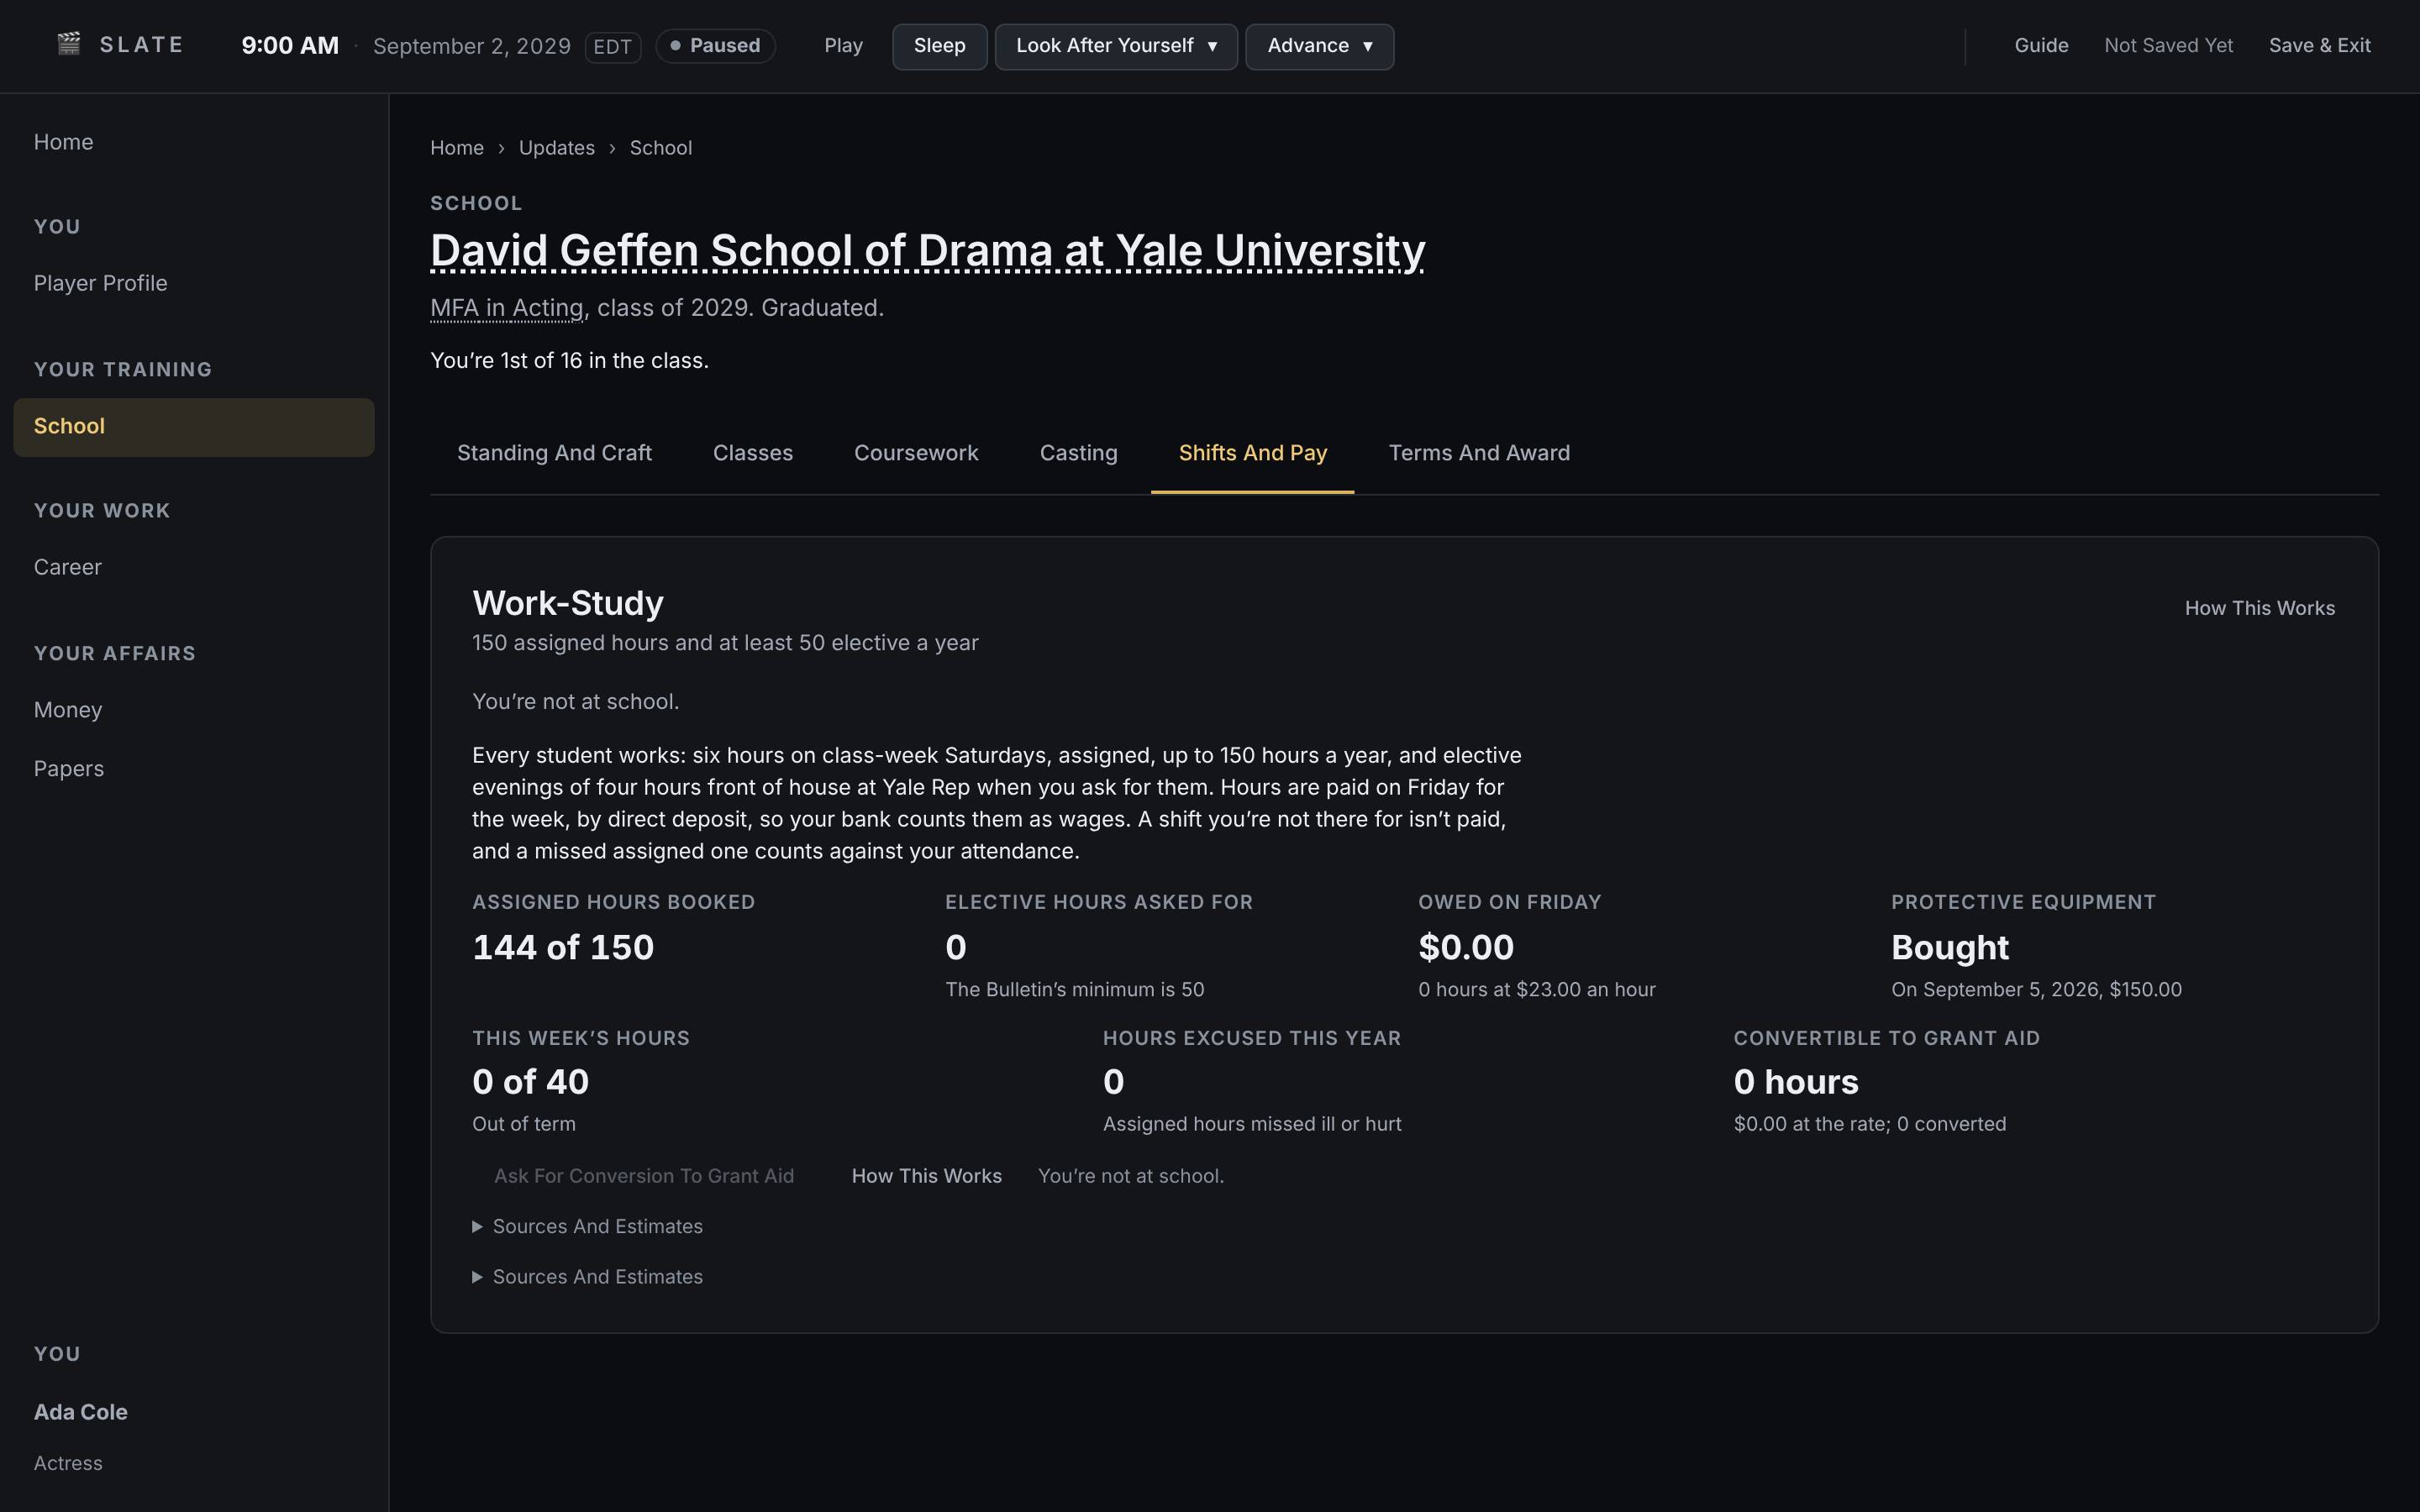 SLATE
9:00 AM · September 2, 2029 EDT Paused
Play
Sleep
Look After Yourself ▾
Advance ▾
Guide
Not Saved Yet
Save & Exit
Home
YOU
Player Profile
YOUR TRAINING
School
YOUR WORK
Career
YOUR AFFAIRS
Money
Papers
YOU
Ada Cole
Actress
Home › Updates › School
SCHOOL
David Geffen School of Drama at Yale University
MFA in Acting, class of 2029. Graduated.
You’re 1st of 16 in the class.
Standing And Craft
Classes
Coursework
Casting
Shifts And Pay
Terms And Award
Work-Study
How This Works
150 assigned hours and at least 50 elective a year
You’re not at school.
Every student works: six hours on class-week Saturdays, assigned, up to 150 hours a year, and elective
evenings of four hours front of house at Yale Rep when you ask for them. Hours are paid on Friday for
the week, by direct deposit, so your bank counts them as wages. A shift you’re not there for isn’t paid,
and a missed assigned one counts against your attendance.
ASSIGNED HOURS BOOKED
144 of 150
ELECTIVE HOURS ASKED FOR
0
The Bulletin’s minimum is 50
OWED ON FRIDAY
$0.00
0 hours at $23.00 an hour
PROTECTIVE EQUIPMENT
Bought
On September 5, 2026, $150.00
THIS WEEK’S HOURS
0 of 40
Out of term
HOURS EXCUSED THIS YEAR
0
Assigned hours missed ill or hurt
CONVERTIBLE TO GRANT AID
0 hours
$0.00 at the rate; 0 converted
Ask For Conversion To Grant Aid
How This Works
You’re not at school.
Sources And Estimates
Sources And Estimates